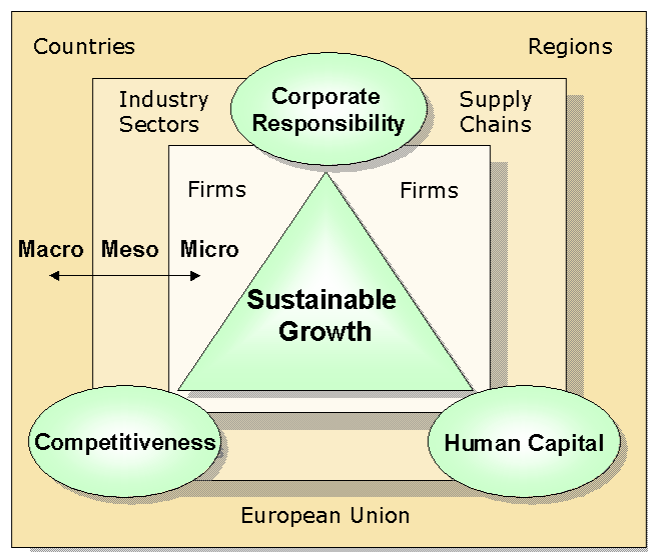 Countries
Regions
Industry
Sectors
Corporate
Responsibility
Supply
Chains
Firms
Firms
Macro
Meso
Micro
Sustainable
Growth
Competitiveness
Human Capital
European Union